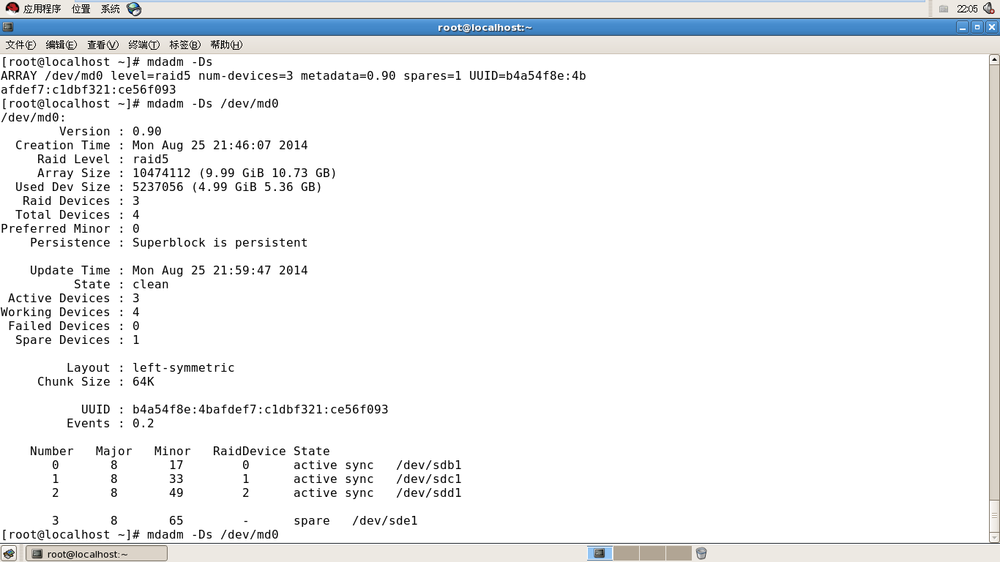 应用程序 位置 系统 22:05
root@localhost:~
文件(F) 编辑(E) 查看(V) 终端(T) 标签(B) 帮助(H)
[root@localhost ~]# mdadm -Ds
ARRAY /dev/md0 level=raid5 num-devices=3 metadata=0.90 spares=1 UUID=b4a54f8e:4b
afdef7:c1dbf321:ce56f093
[root@localhost ~]# mdadm -Ds /dev/md0
/dev/md0:
        Version : 0.90
  Creation Time : Mon Aug 25 21:46:07 2014
     Raid Level : raid5
     Array Size : 10474112 (9.99 GiB 10.73 GB)
  Used Dev Size : 5237056 (4.99 GiB 5.36 GB)
   Raid Devices : 3
  Total Devices : 4
Preferred Minor : 0
    Persistence : Superblock is persistent

    Update Time : Mon Aug 25 21:59:47 2014
          State : clean
 Active Devices : 3
Working Devices : 4
 Failed Devices : 0
  Spare Devices : 1

         Layout : left-symmetric
     Chunk Size : 64K

           UUID : b4a54f8e:4bafdef7:c1dbf321:ce56f093
         Events : 0.2

    Number   Major   Minor   RaidDevice State
       0       8       17        0      active sync   /dev/sdb1
       1       8       33        1      active sync   /dev/sdc1
       2       8       49        2      active sync   /dev/sdd1

       3       8       65        -      spare   /dev/sde1
[root@localhost ~]# mdadm -Ds /dev/md0
root@localhost:~